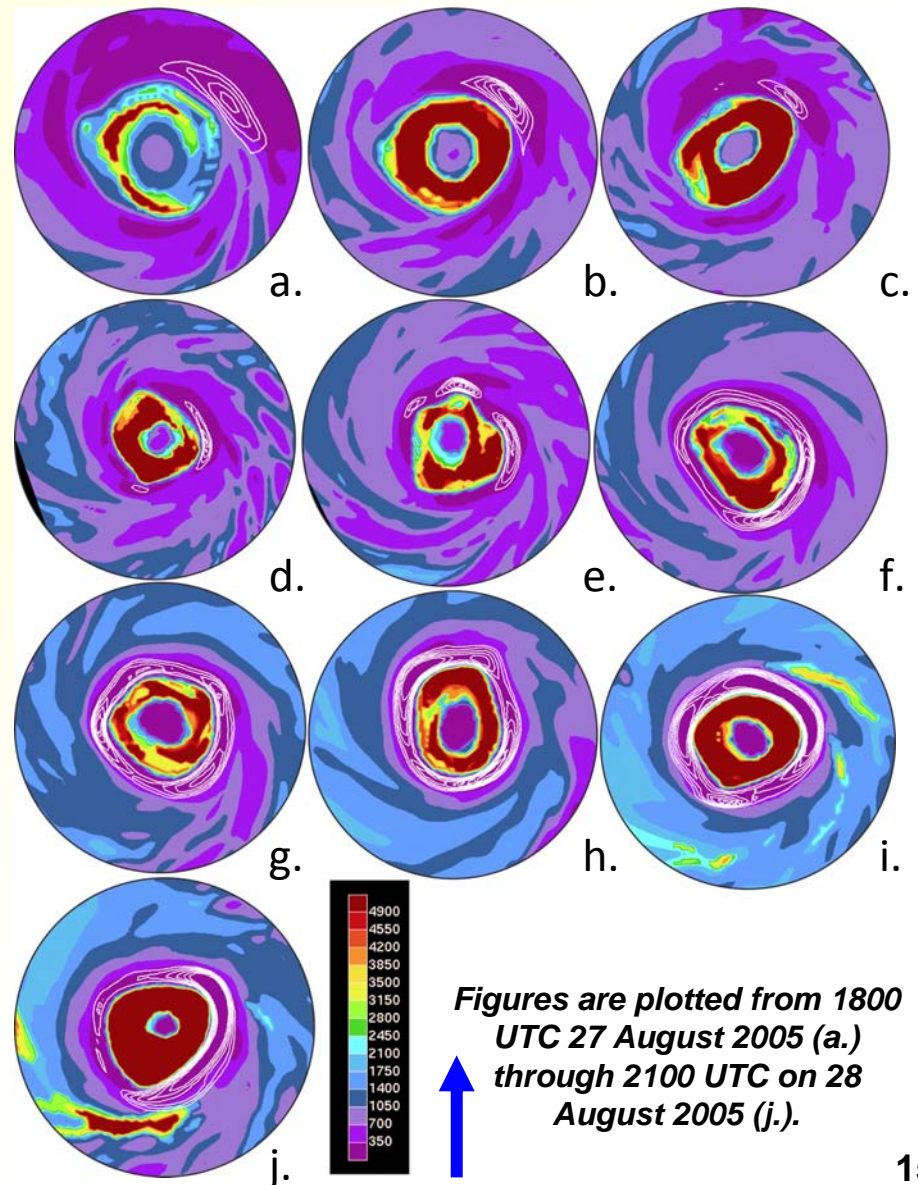 a.
b.
c.
d.
e.
f.
g.
h.
i.
j.
4900
4550
4200
3850
3500
3150
2800
2450
2100
1750
1400
1050
700
350
Figures are plotted from 1800
UTC 27 August 2005 (a.)
through 2100 UTC on 28
August 2005 (j.).